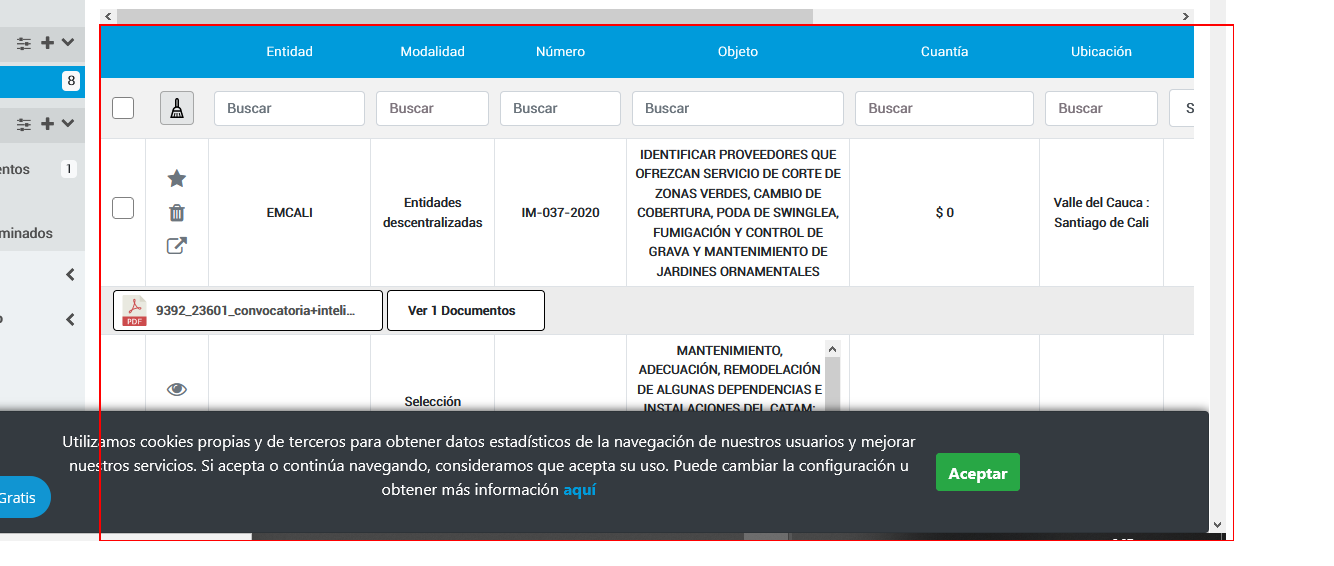 8
entos 1
minados
Entidad Modalidad Número Objeto Cuantía Ubicación
Buscar Buscar Buscar Buscar Buscar Buscar S
EMCALI
Entidades
descentralizadas
IM-037-2020
IDENTIFICAR PROVEEDORES QUE
OFREZCAN SERVICIO DE CORTE DE
ZONAS VERDES, CAMBIO DE
COBERTURA, PODA DE SWINGLEA,
FUMIGACIÓN Y CONTROL DE
GRAVA Y MANTENIMIENTO DE
JARDINES ORNAMENTALES
$ 0
Valle del Cauca :
Santiago de Cali
PDF 9392_23601_convocatoria+inteli... Ver 1 Documentos
Selección
MANTENIMIENTO,
ADECUACIÓN, REMODELACIÓN
DE ALGUNAS DEPENDENCIAS E
INSTALACIONES DEL CATAM:
Utilizamos cookies propias y de terceros para obtener datos estadísticos de la navegación de nuestros usuarios y mejorar
nuestros servicios. Si acepta o continúa navegando, consideramos que acepta su uso. Puede cambiar la configuración u
obtener más información aquí
Aceptar
Gratis